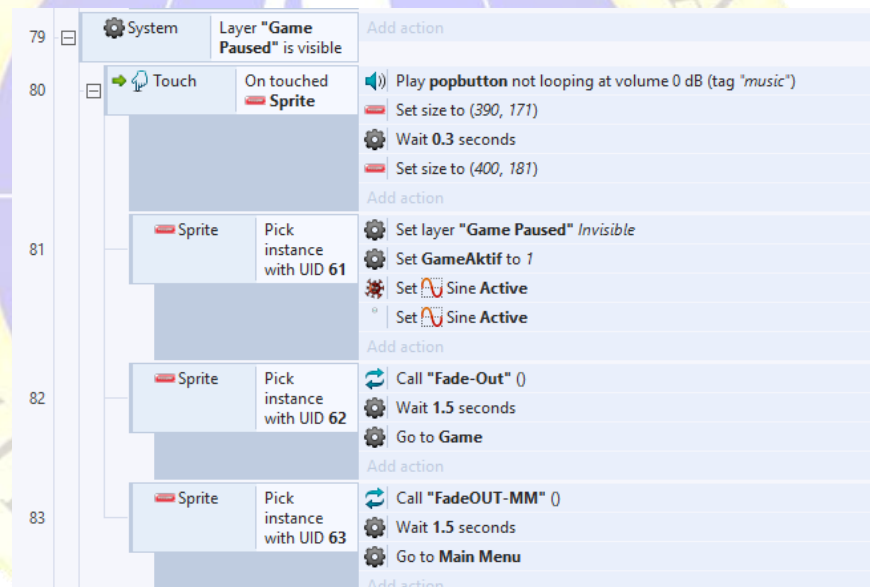 79
System
Layer "Game
Paused" is visible
Add action
80
Touch
On touched
Sprite
Play popbutton not looping at volume 0 dB (tag "music")
Set size to (390, 171)
Wait 0.3 seconds
Set size to (400, 181)
Add action
81
Sprite
Pick
instance
with UID 61
Set layer "Game Paused" Invisible
Set GameAktif to 1
Set Sine Active
Set Sine Active
Add action
82
Sprite
Pick
instance
with UID 62
Call "Fade-Out" ()
Wait 1.5 seconds
Go to Game
Add action
83
Sprite
Pick
instance
with UID 63
Call "FadeOUT-MM" ()
Wait 1.5 seconds
Go to Main Menu
Add action